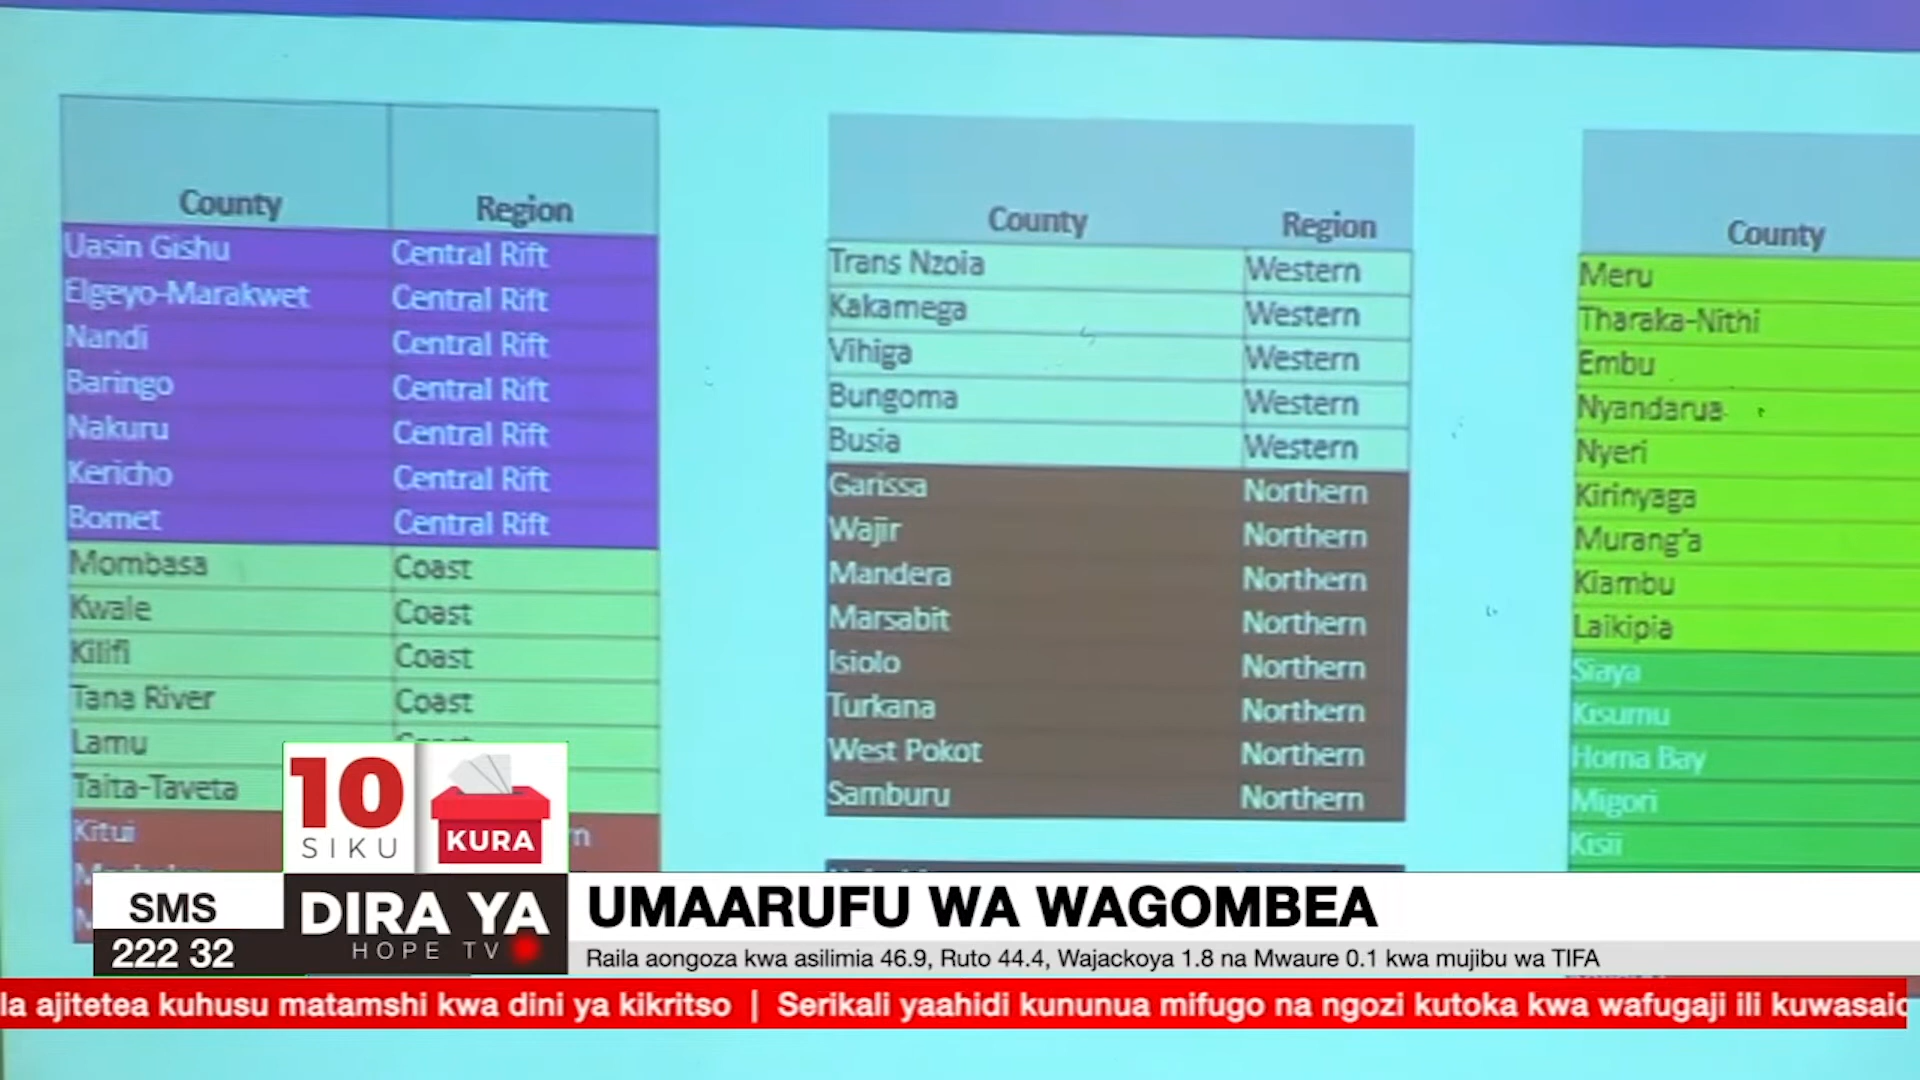 County Region
Uasin Gishu Central Rift
Elgeyo-Marakwet Central Rift
Nandi Central Rift
Baringo Central Rift
Nakuru Central Rift
Kericho Central Rift
Bomet Central Rift
Mombasa Coast
Kwale Coast
Kilifi Coast
Tana River Coast
Lamu
Taita-Taveta
Kitui
County Region
Trans Nzoia Western
Kakamega Western
Vihiga Western
Bungoma Western
Busia Western
Garissa Northern
Wajir Northern
Mandera Northern
Marsabit Northern
Isiolo Northern
Turkana Northern
West Pokot Northern
Samburu Northern
County
Meru
Tharaka-Nithi
Embu
Nyandarua
Nyeri
Kirinyaga
Murang'a
Kiambu
Laikipia
Siaya
Kisumu
Homa Bay
Migori
Kisii
10
SIKU
KURA
SMS
222 32
DIRA YA
HOPE TV
UMAARUFU WA WAGOMBEA
Raila aongoza kwa asilimia 46.9, Ruto 44.4, Wajackoya 1.8 na Mwaure 0.1 kwa mujibu wa TIFA
la ajitetea kuhusu matamshi kwa dini ya kikritso | Serikali yaahidi kununua mifugo na ngozi kutoka kwa wafugaji ili kuwasaid